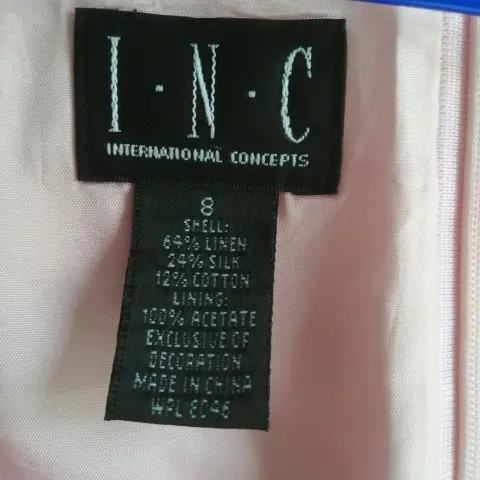 I·N·C
INTERNATIONAL CONCEPTS
8
SHELL:
64% LINEN
24% SILK
12% COTTON
LINING:
100% ACETATE
EXCLUSIVE OF
DECORATION
MADE IN CHINA
WPL 8046